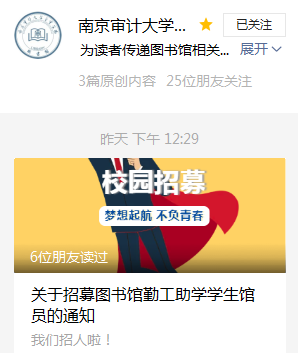 南京审计大学...
已关注
为读者传递图书馆相关...
展开
3篇原创内容 25位朋友关注
昨天 下午 12:29
校园招募
梦想起航 不负青春
6位朋友读过
关于招募图书馆勤工助学学生馆
员的通知
我们招人啦！